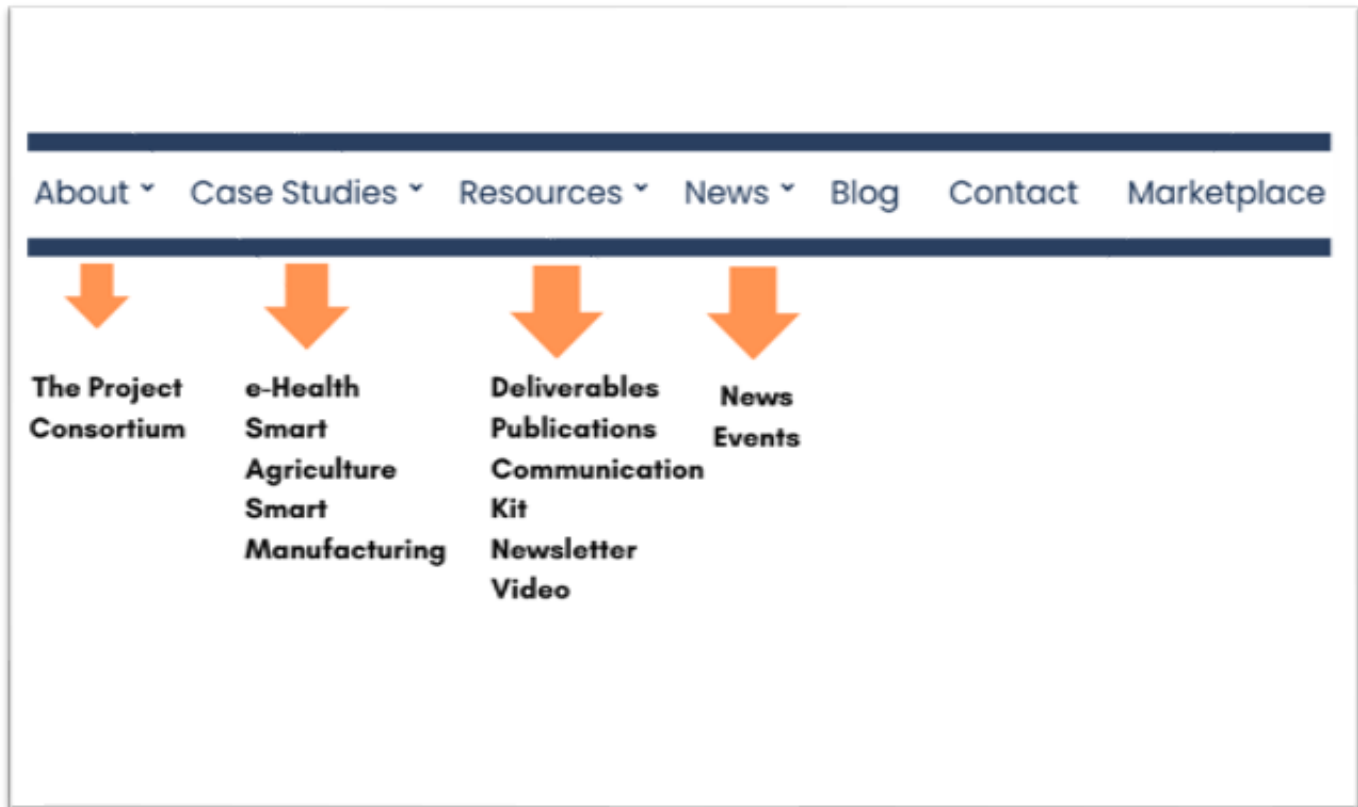 About Case Studies Resources News Blog Contact Marketplace
The Project
Consortium
e-Health
Smart
Agriculture
Smart
Manufacturing
Deliverables
Publications
Communication
Kit
Newsletter
Video
News
Events